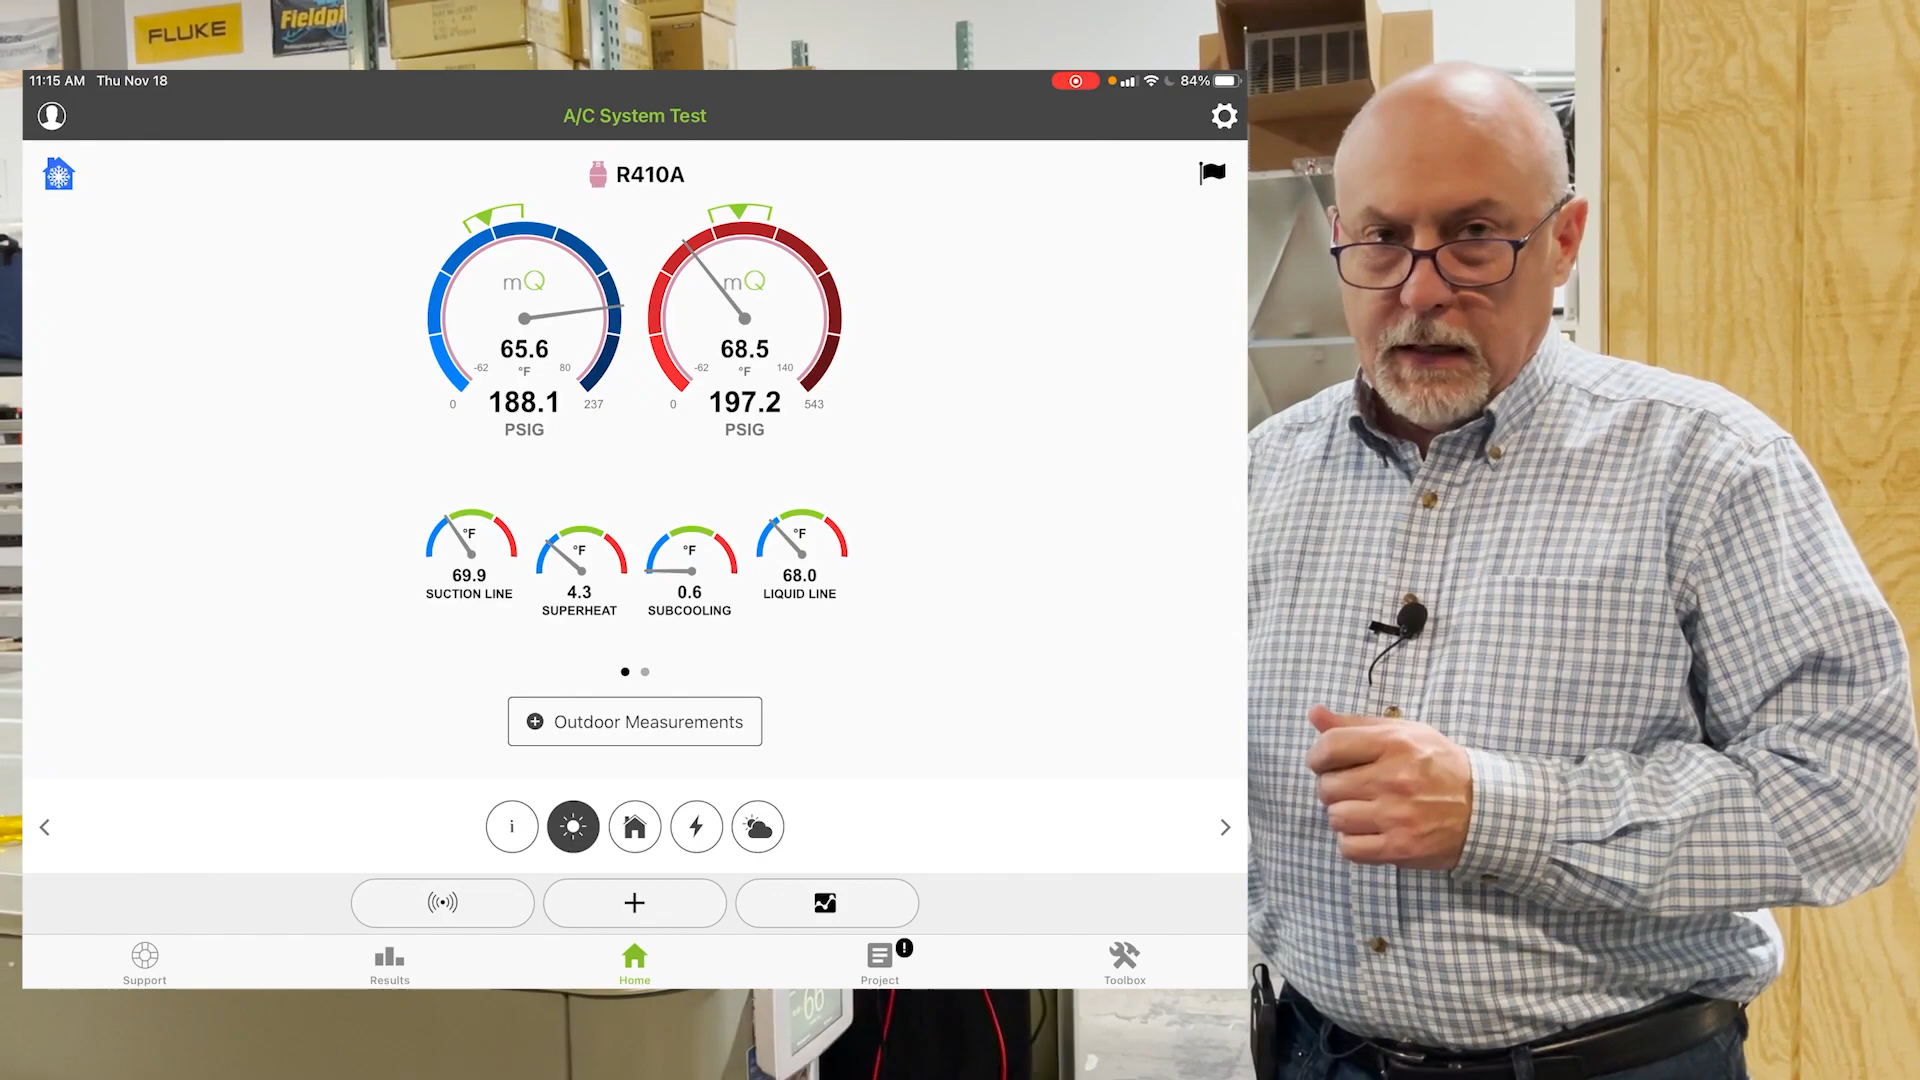 FLUKE
Fieldpi
11:15 AM Thu Nov 18
84%
A/C System Test
R410A
mQ
65.6
°F
-62
80
188.1
0
237
PSIG
mQ
68.5
°F
-62
140
197.2
0
543
PSIG
°F
69.9
SUCTION LINE
°F
4.3
SUPERHEAT
°F
0.6
SUBCOOLING
°F
68.0
LIQUID LINE
Outdoor Measurements
i
Support
Results
Home
!
Project
Toolbox
66